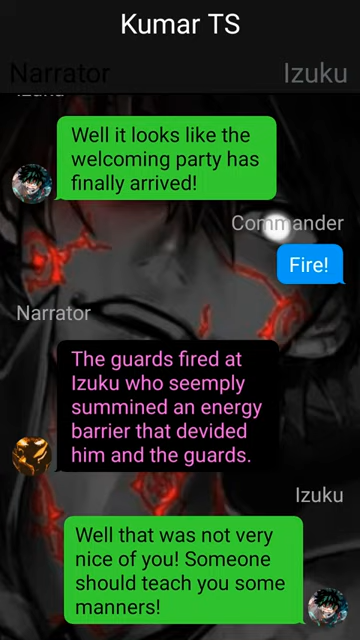 Kumar TS
Narrator
Izuku
Izuku
Well it looks like the
welcoming party has
finally arrived!
Commander
Fire!
Narrator
The guards fired at
Izuku who seemply
summined an energy
barrier that devided
him and the guards.
Izuku
Well that was not very
nice of you! Someone
should teach you some
manners!